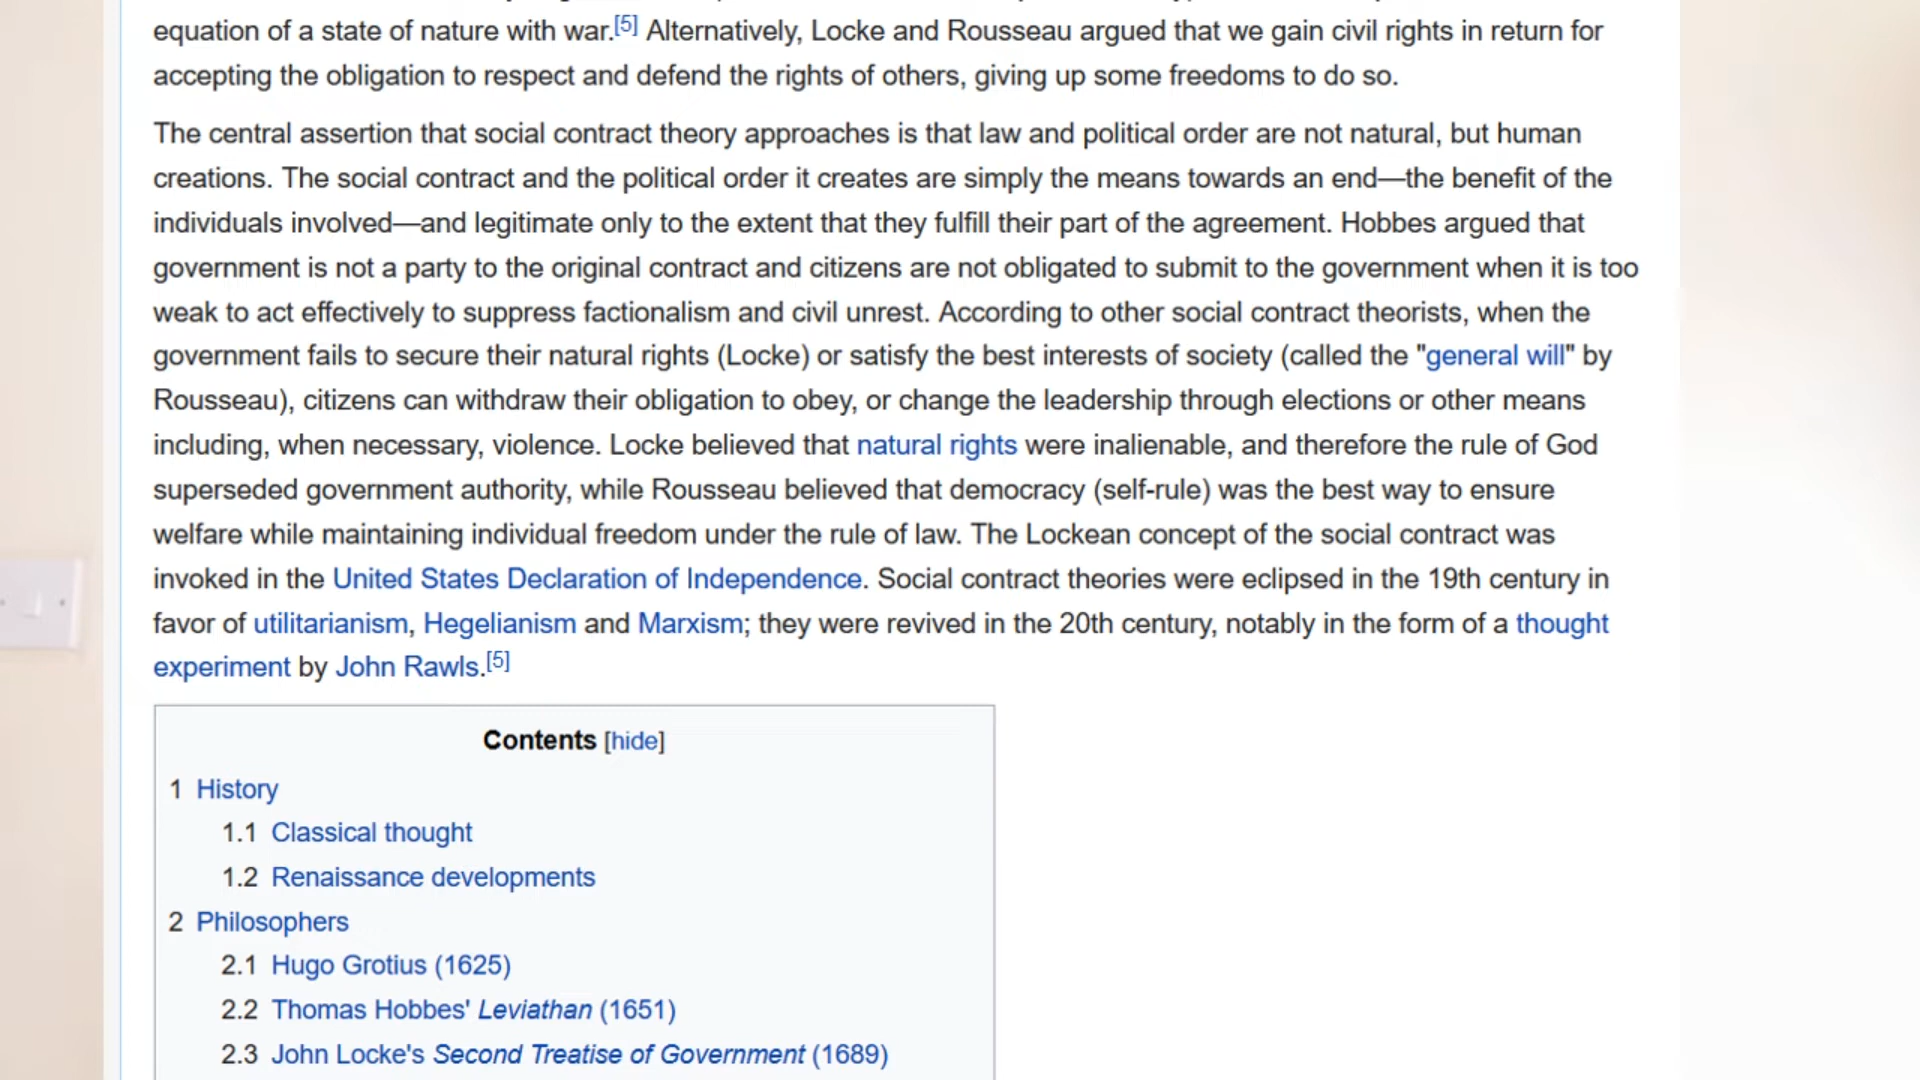 equation of a state of nature with war.[5] Alternatively, Locke and Rousseau argued that we gain civil rights in return for
accepting the obligation to respect and defend the rights of others, giving up some freedoms to do so.
The central assertion that social contract theory approaches is that law and political order are not natural, but human
creations. The social contract and the political order it creates are simply the means towards an end—the benefit of the
individuals involved—and legitimate only to the extent that they fulfill their part of the agreement. Hobbes argued that
government is not a party to the original contract and citizens are not obligated to submit to the government when it is too
weak to act effectively to suppress factionalism and civil unrest. According to other social contract theorists, when the
government fails to secure their natural rights (Locke) or satisfy the best interests of society (called the "general will" by
Rousseau), citizens can withdraw their obligation to obey, or change the leadership through elections or other means
including, when necessary, violence. Locke believed that natural rights were inalienable, and therefore the rule of God
superseded government authority, while Rousseau believed that democracy (self-rule) was the best way to ensure
welfare while maintaining individual freedom under the rule of law. The Lockean concept of the social contract was
invoked in the United States Declaration of Independence. Social contract theories were eclipsed in the 19th century in
favor of utilitarianism, Hegelianism and Marxism; they were revived in the 20th century, notably in the form of a thought
experiment by John Rawls.[5]
Contents [hide]
1 History
1.1 Classical thought
1.2 Renaissance developments
2 Philosophers
2.1 Hugo Grotius (1625)
2.2 Thomas Hobbes' Leviathan (1651)
2.3 John Locke's Second Treatise of Government (1689)